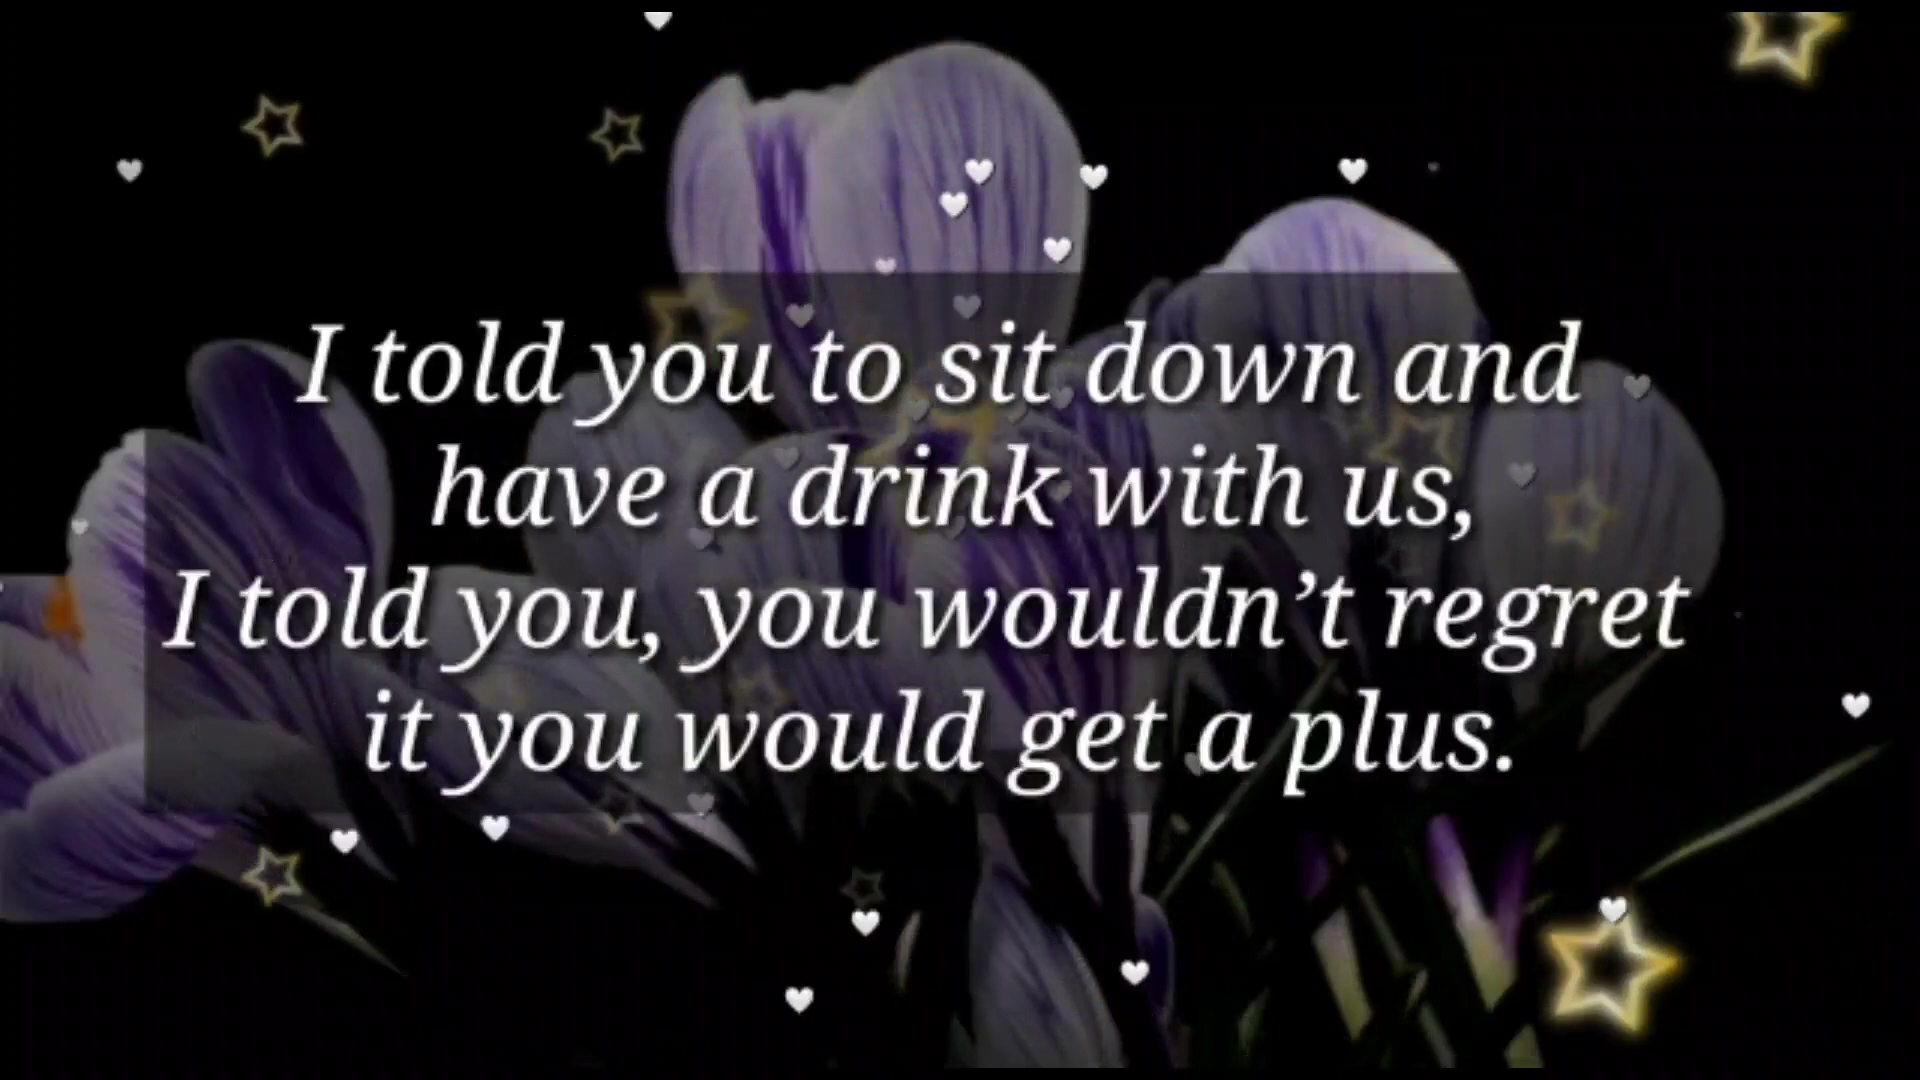 I told you to sit down and
have a drink with us,
I told you, you wouldn’t regret
it you would get a plus.